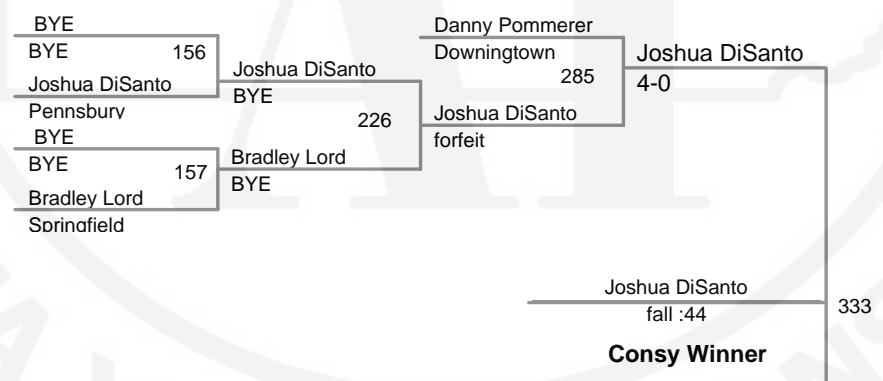 BYE
BYE
156
Joshua DiSanto
Pennsbury
BYE
BYE
157
Bradley Lord
Springfield
Joshua DiSanto
BYE
226
Bradley Lord
BYE
Danny Pommerer
Downingtown
285
Joshua DiSanto
forfeit
Joshua DiSanto
4-0
Joshua DiSanto
fall :44
333
Consy Winner